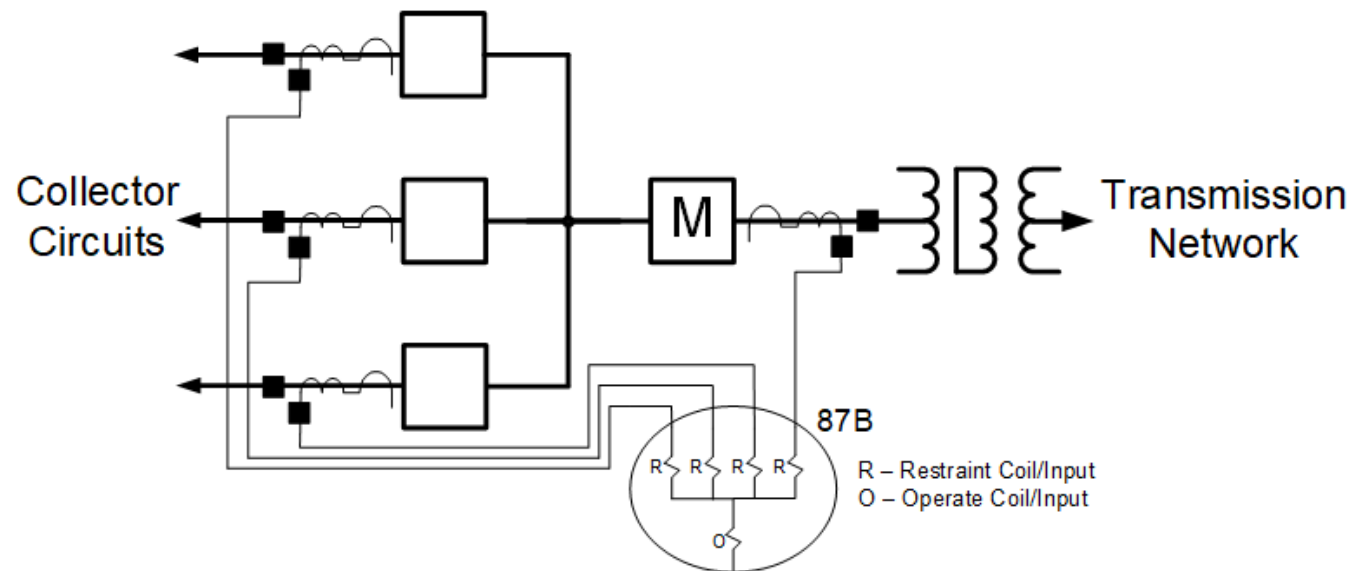 Collector
Circuits
M
Transmission
Network
87B
R R R R
O
R – Restraint Coil/Input
O – Operate Coil/Input